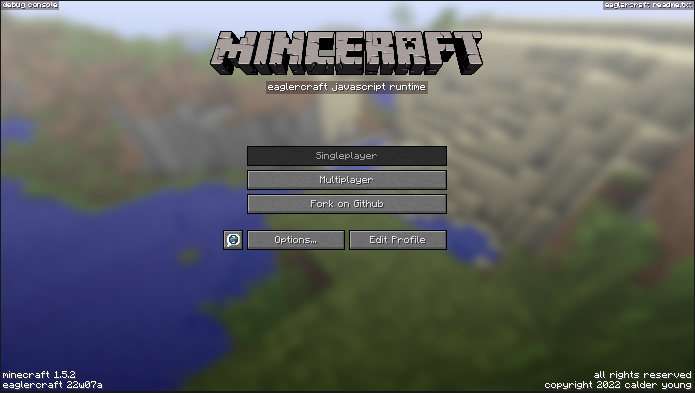 debug console
eaglercraft readme.txt
MINCERAFT
eaglercraft javascript runtime
Singleplayer
Multiplayer
Fork on Github
Options...
Edit Profile
minecraft 1.5.2
all rights reserved
eaglercraft 22w07a
copyright 2022 calder young